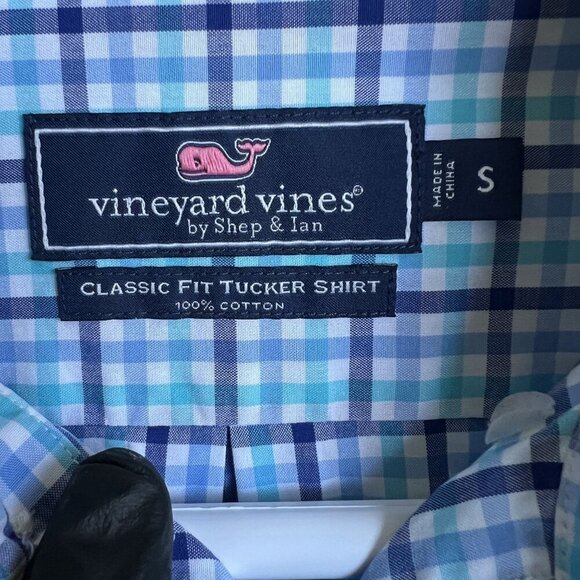 vineyard vines®
by Shep & Ian
MADE IN
CHINA
S
CLASSIC FIT TUCKER SHIRT
100% COTTON